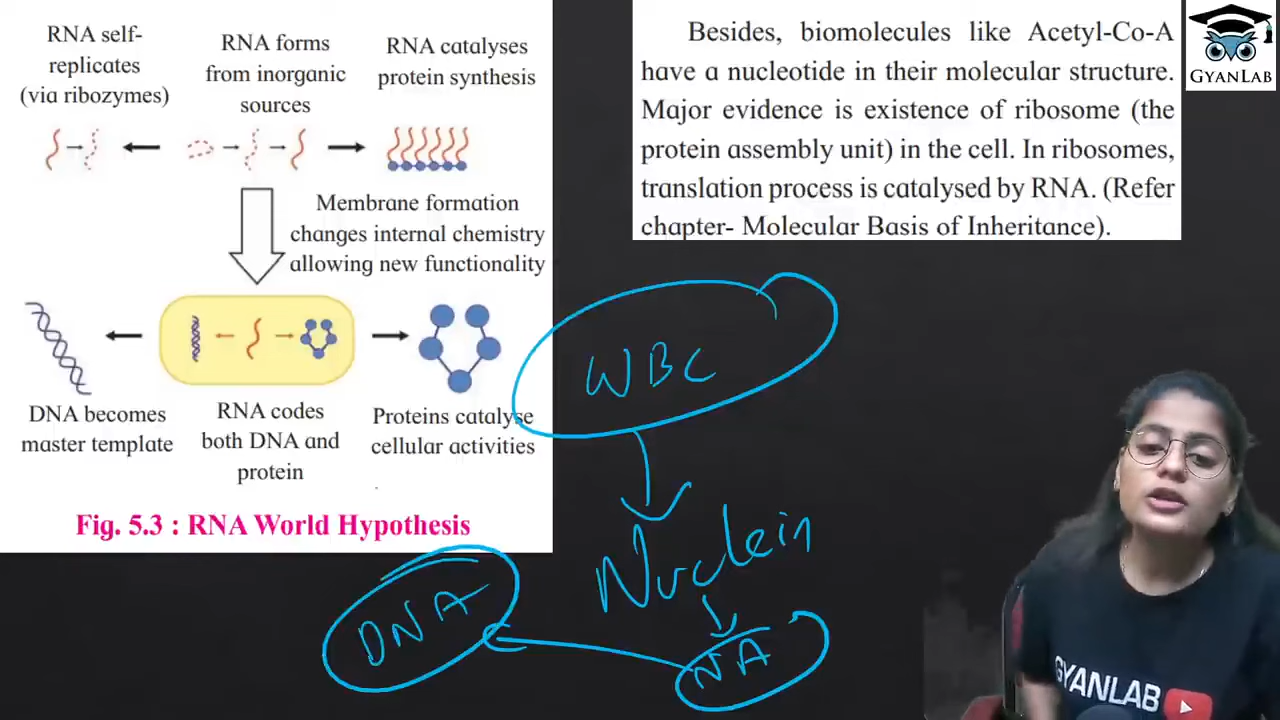 RNA self-
replicates
(via ribozymes)
RNA forms
from inorganic
sources
RNA catalyses
protein synthesis
Membrane formation
changes internal chemistry
allowing new functionality
DNA becomes
master template
RNA codes
both DNA and
protein
Proteins catalyse
cellular activities
Fig. 5.3 : RNA World Hypothesis
Besides, biomolecules like Acetyl-Co-A
have a nucleotide in their molecular structure.
Major evidence is existence of ribosome (the
protein assembly unit) in the cell. In ribosomes,
translation process is catalysed by RNA. (Refer
chapter- Molecular Basis of Inheritance).
GYANLAB
WBC
Nuclein
NA
DNA
GYANLAB